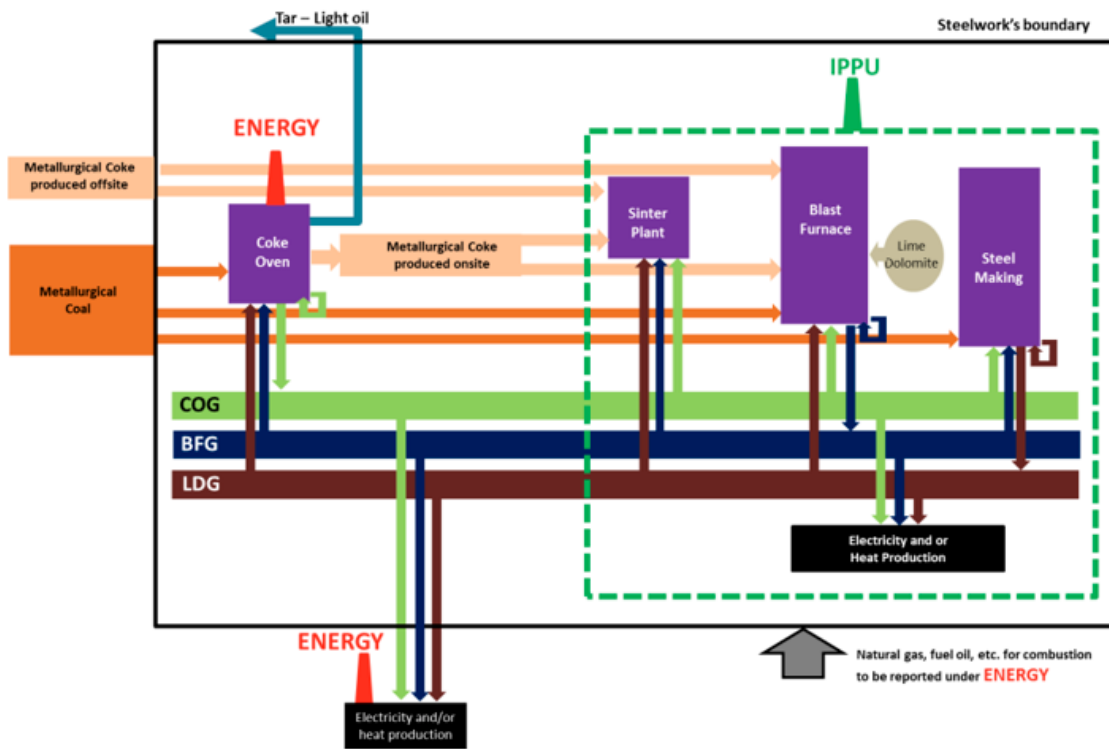 Tar – Light oil
Steelwork's boundary
IPPU
ENERGY
Metallurgical Coke
produced offsite
Sinter
Plant
Blast
Furnace
Coke
Oven
Metallurgical Coke
produced onsite
Lime
Dolomite
Steel
Making
Metallurgical
Coal
COG
BFG
LDG
Electricity and or
Heat Production
ENERGY
Natural gas, fuel oil, etc. for combustion
to be reported under ENERGY
Electricity and/or
heat production